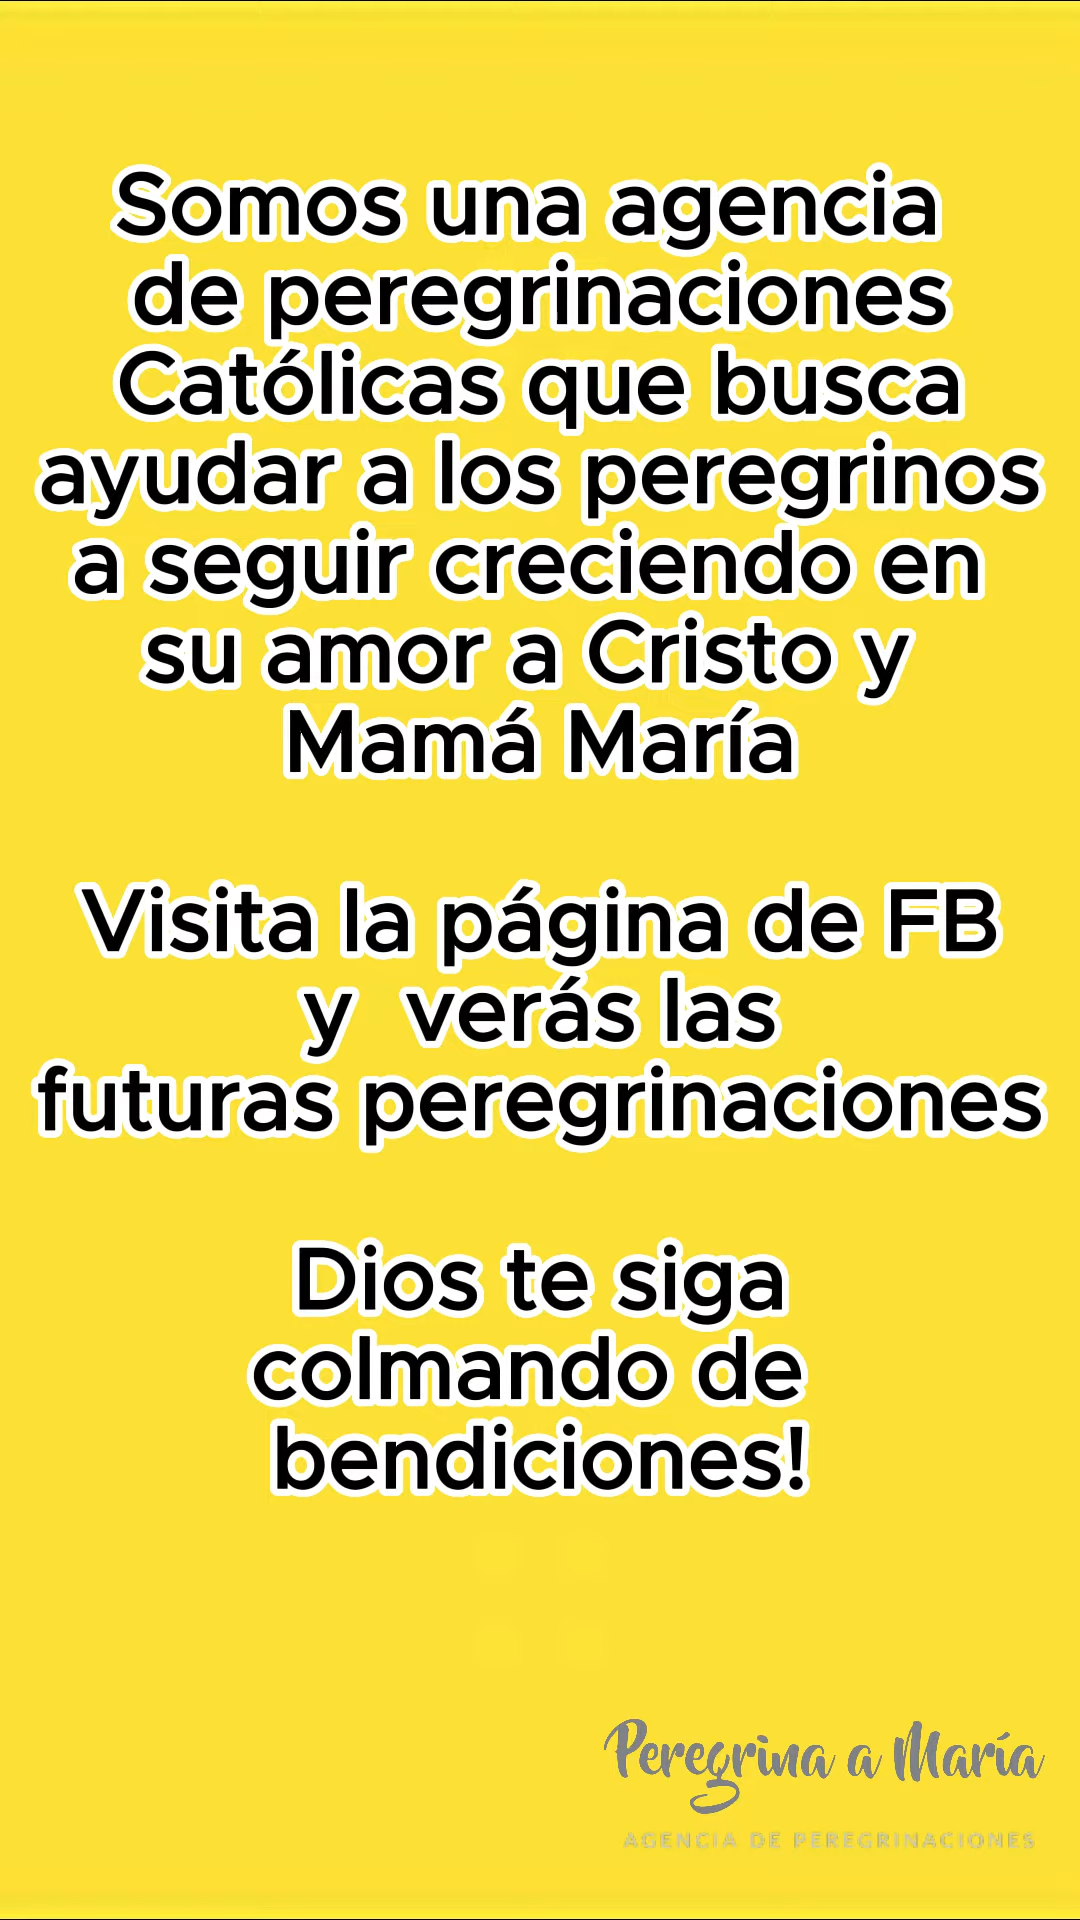 Somos una agencia
de peregrinaciones
Católicas que busca
ayudar a los peregrinos
a seguir creciendo en
su amor a Cristo y
Mamá María
Visita la página de FB
y verás las
futuras peregrinaciones
Dios te siga
colmando de
bendiciones!
Peregrina a María
AGENCIA DE PEREGRINACIONES